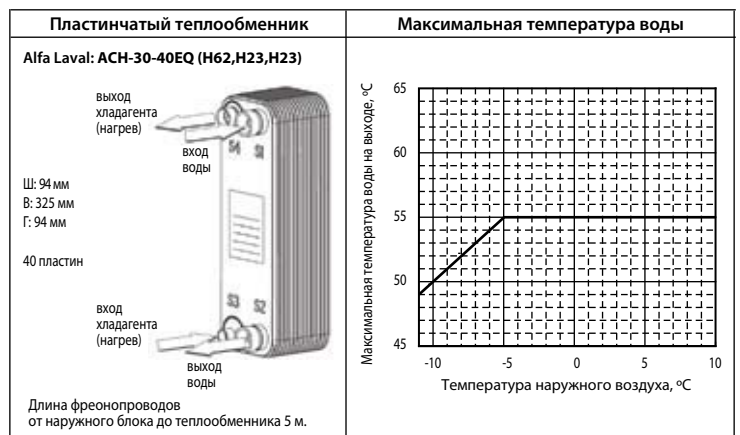 Пластинчатый теплообменник
Максимальная температура воды
Alfa Laval: ACH-30-40EQ (H62,H23,H23)
выход
хладагента
(нагрев)
вход
воды
S4 S1
Ш: 94 мм
В: 325 мм
Г: 94 мм
40 пластин
S3 S2
вход
хладагента
(нагрев)
выход
воды
Длина фреонопроводов
от наружного блока до теплообменника 5 м.
Максимальная температура воды на выходе, ºC
65
60
55
50
45
-10 -5 0 5 10
Температура наружного воздуха, ºC